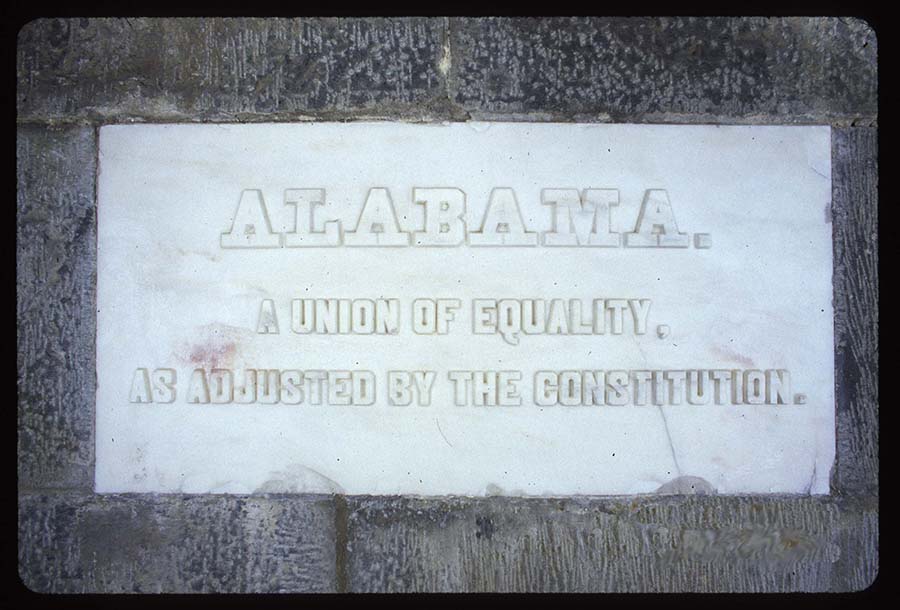 ALABAMA.
A UNION OF EQUALITY,
AS ADJUSTED BY THE CONSTITUTION.